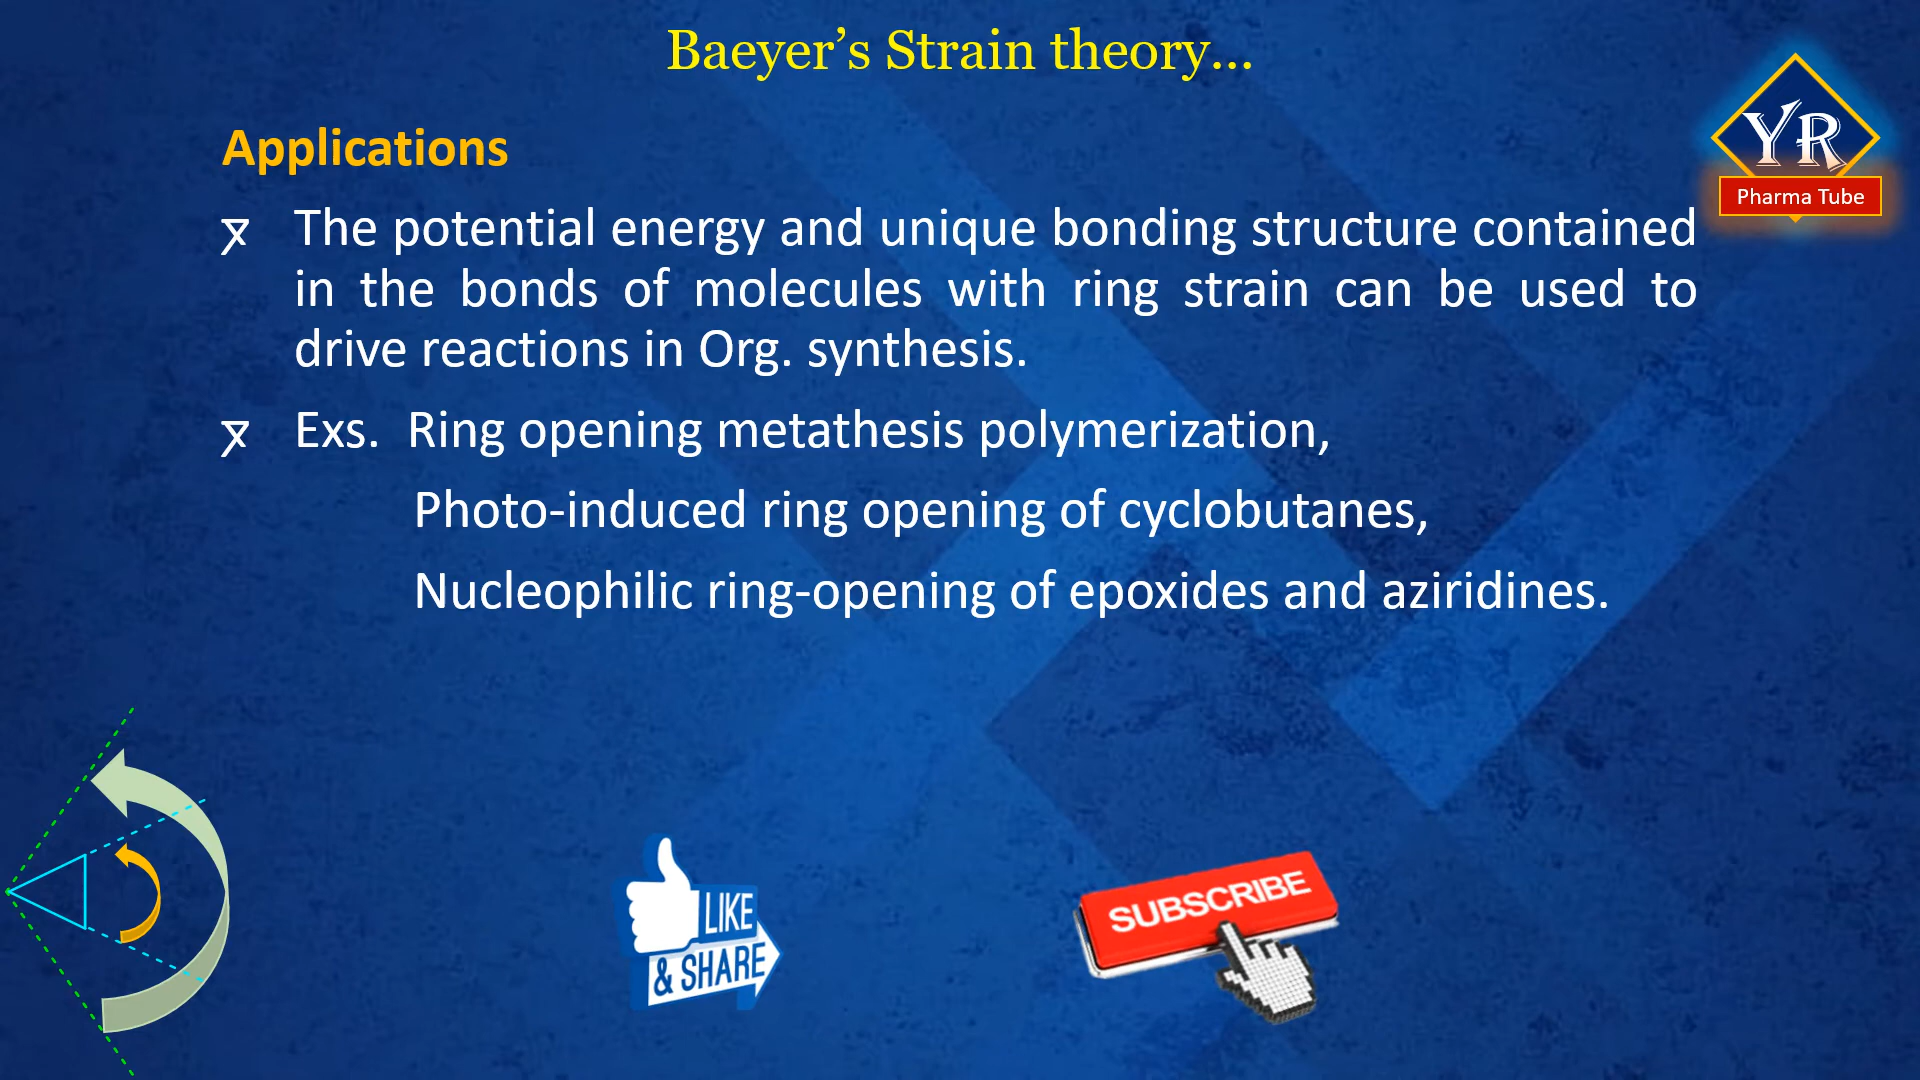 Baeyer’s Strain theory...
YR
Pharma Tube
Applications
The potential energy and unique bonding structure contained
in the bonds of molecules with ring strain can be used to
drive reactions in Org. synthesis.
Exs. Ring opening metathesis polymerization,
Photo-induced ring opening of cyclobutanes,
Nucleophilic ring-opening of epoxides and aziridines.
LIKE
& SHARE
SUBSCRIBE